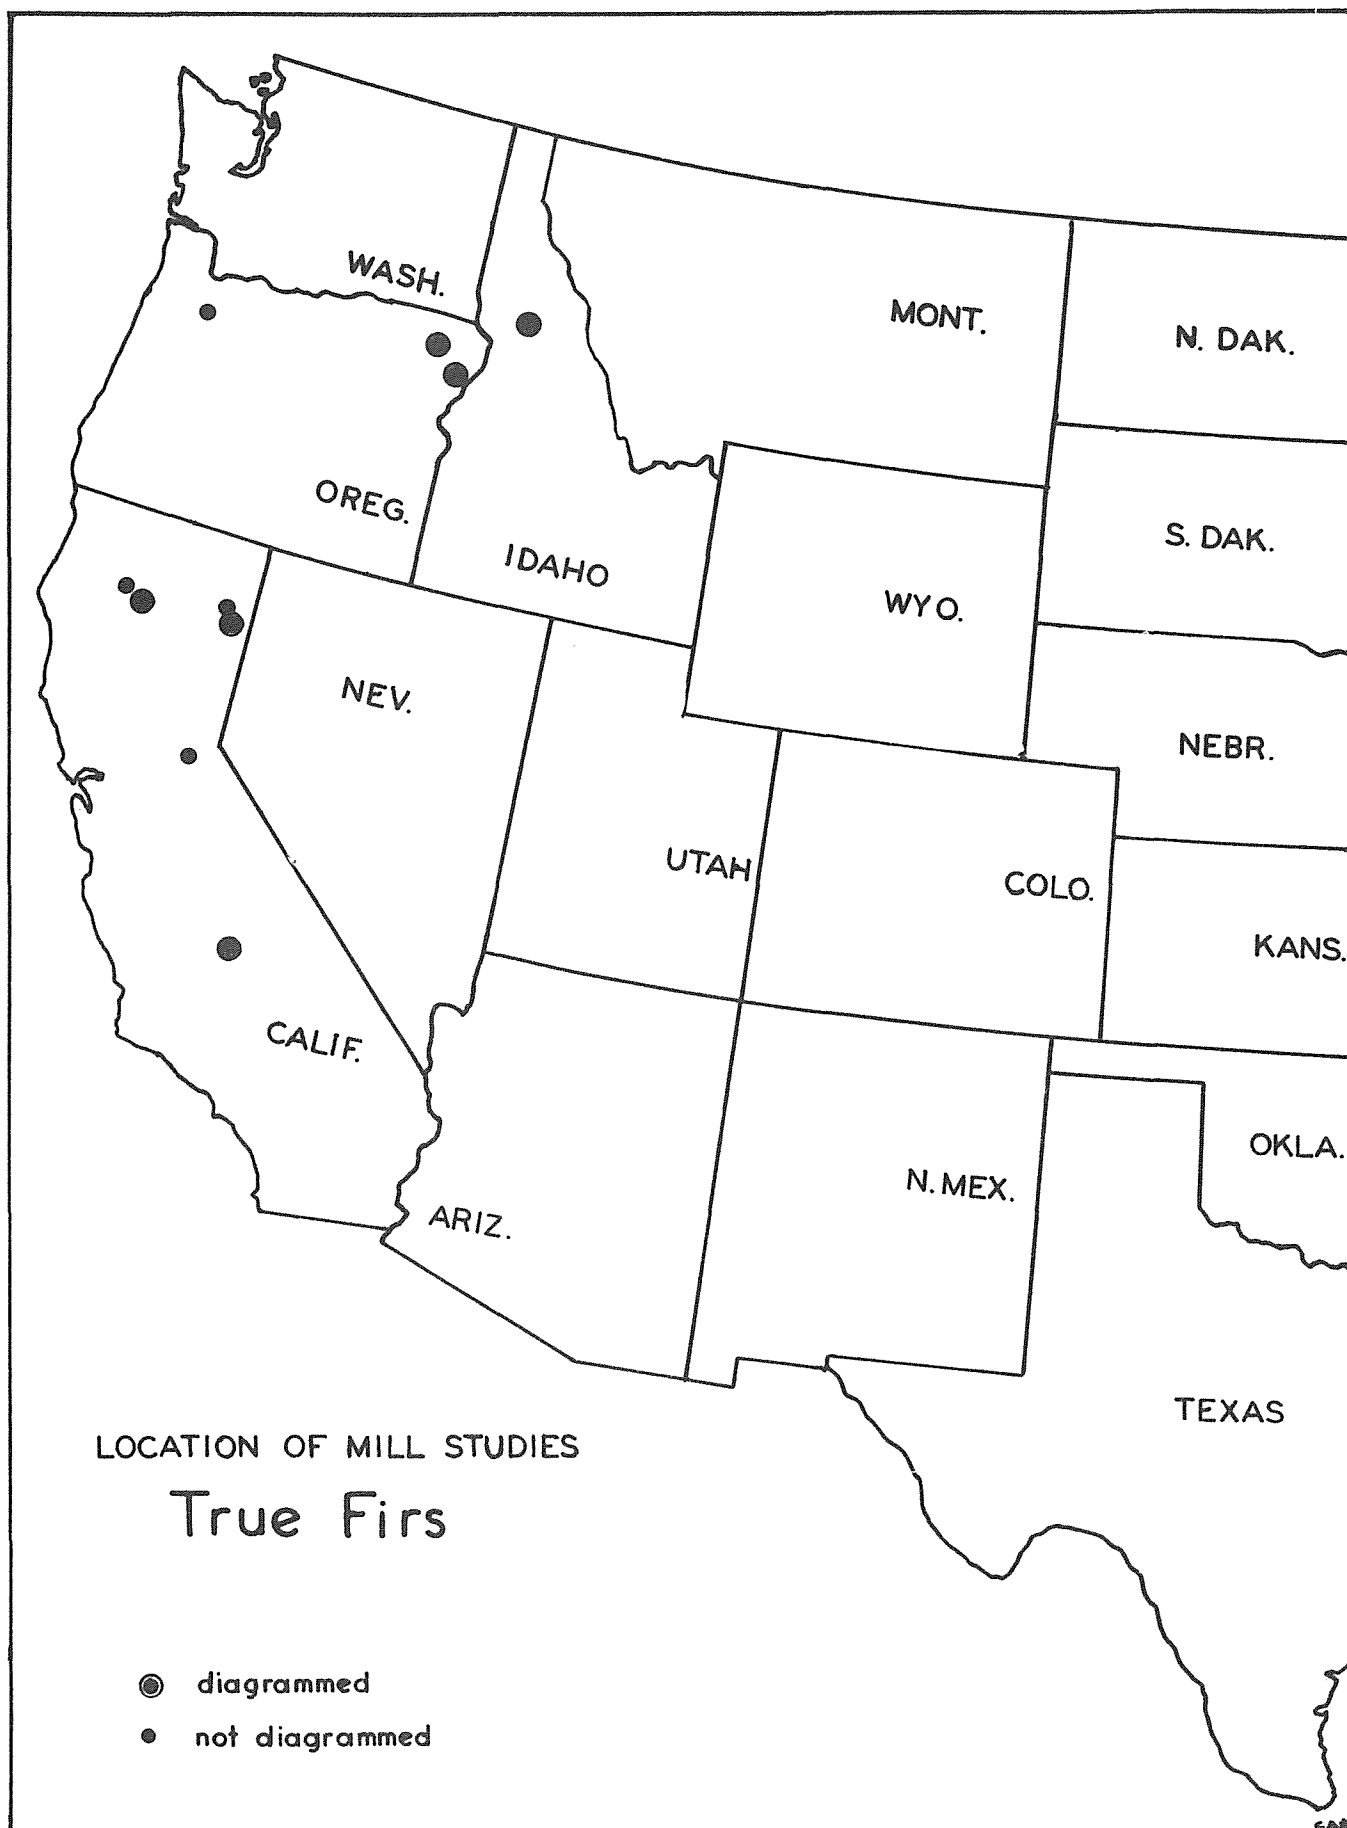 WASH.
MONT.
N. DAK.
OREG.
IDAHO
WYO.
S. DAK.
NEV.
NEBR.
UTAH
COLO.
KANS.
CALIF.
ARIZ.
N. MEX.
OKLA.
TEXAS
LOCATION OF MILL STUDIES
True Firs
diagrammed
not diagrammed